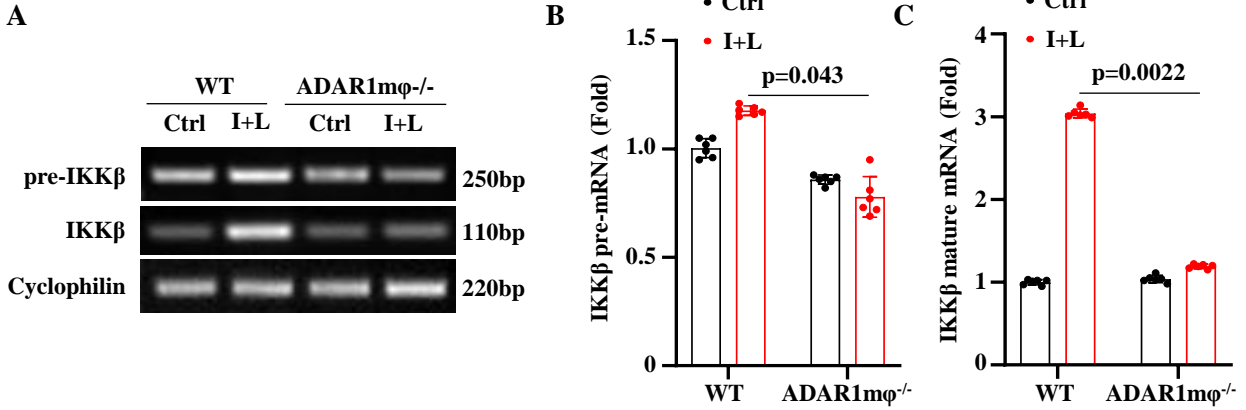 A
WT
ADAR1mφ-/-
Ctrl
I+L
Ctrl
I+L
pre-IKKβ
250bp
IKKβ
110bp
Cyclophilin
220bp
B
Ctrl
I+L
p=0.043
IKKβ pre-mRNA (Fold)
1.5
1.0
0.5
0
WT
ADAR1mφ-/-
C
Ctrl
I+L
p=0.0022
IKKβ mature mRNA (Fold)
4
3
2
1
0
WT
ADAR1mφ-/-